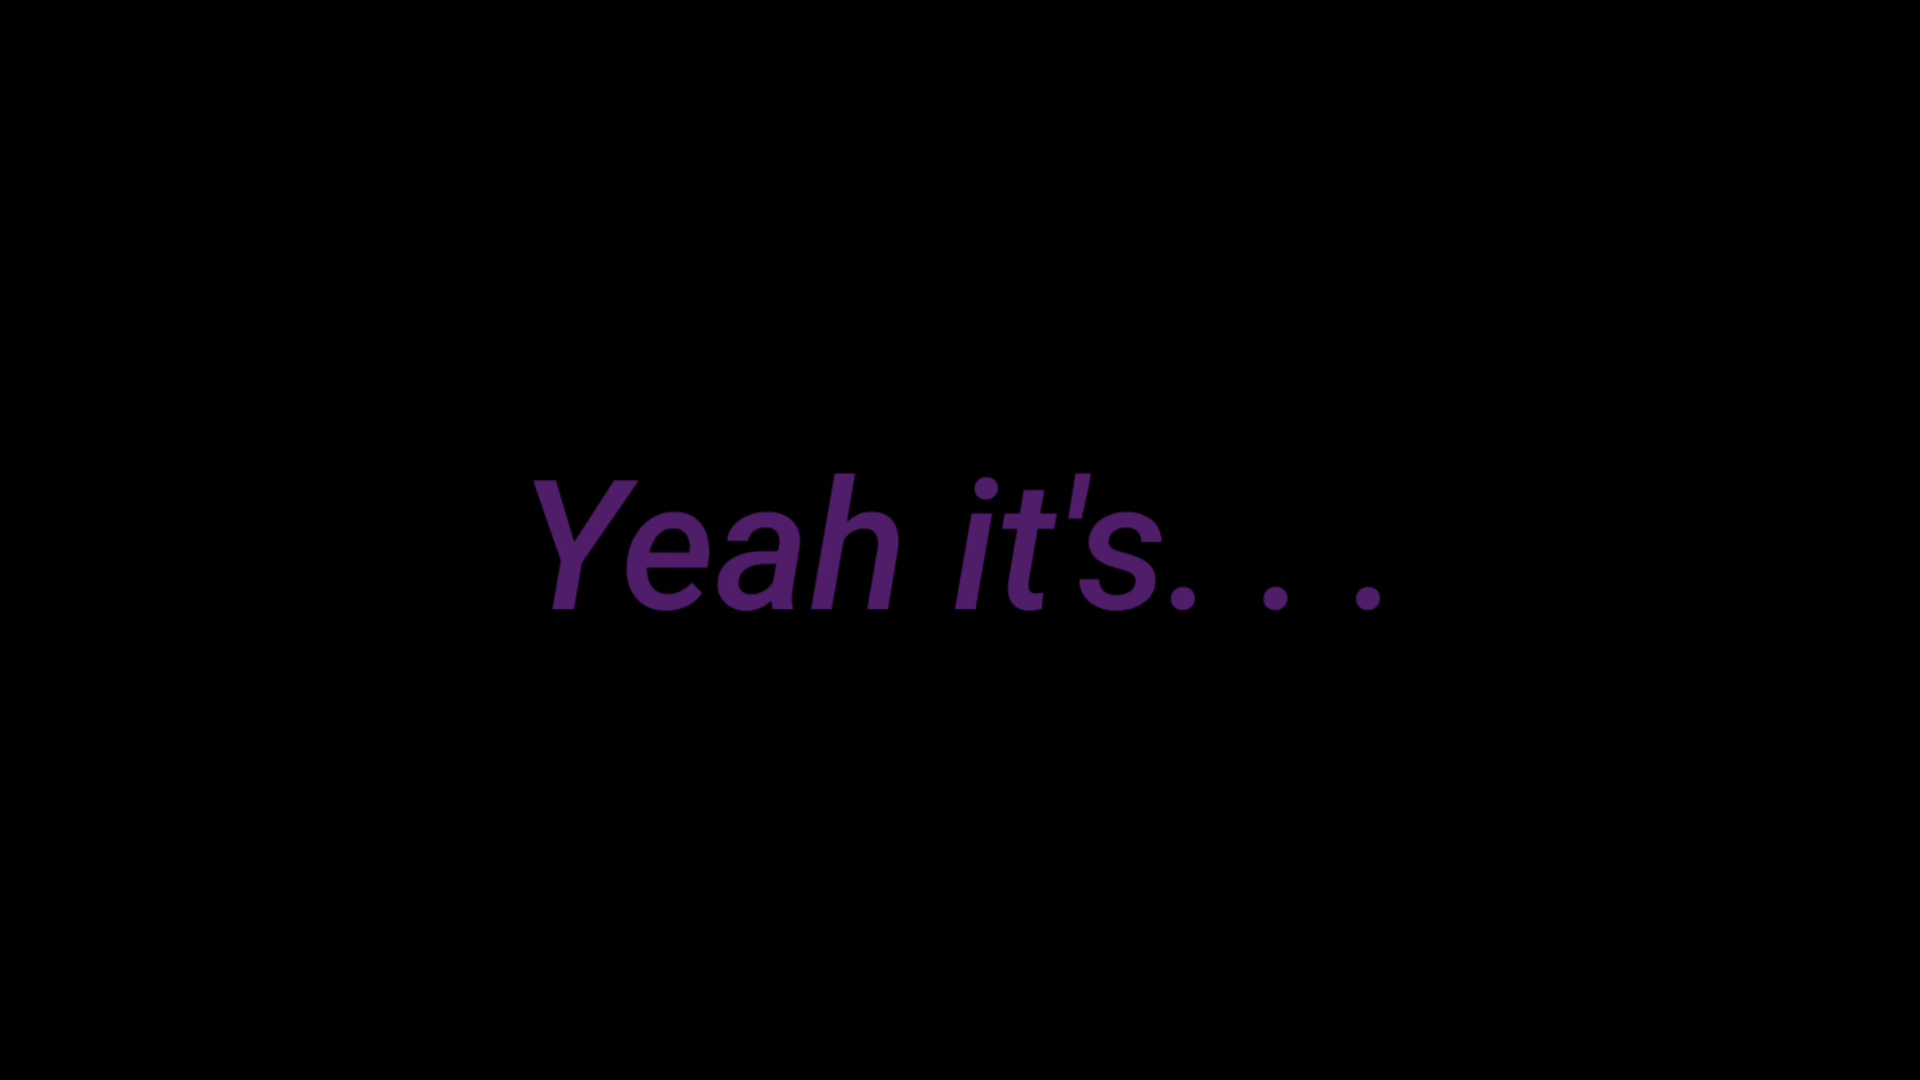 Yeah it's. . .